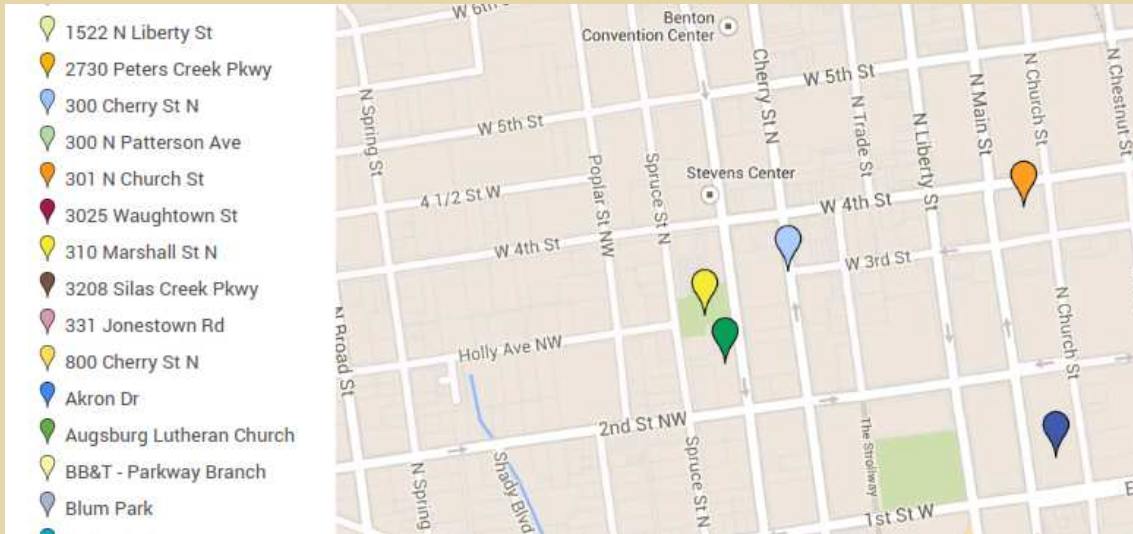 1522 N Liberty St
2730 Peters Creek Pkwy
300 Cherry St N
300 N Patterson Ave
301 N Church St
3025 Waughtown St
310 Marshall St N
3208 Silas Creek Pkwy
331 Jonestown Rd
800 Cherry St N
Akron Dr
Augsburg Lutheran Church
BB&T - Parkway Branch
Blum Park
W 6th St
Benton
Convention Center
Cherry St N
W 5th St
N Main St
N Church St
N Chestnut St
N Spring St
W 5th St
N Trade St
N Liberty St
Poplar St NW
Spruce St N
Stevens Center
4 1/2 St W
W 4th St
W 4th St
W 3rd St
N Broad St
Holly Ave NW
N Church St
2nd St NW
The Strollway
N Spring
Shady Blvd
Spruce St N
1st St W